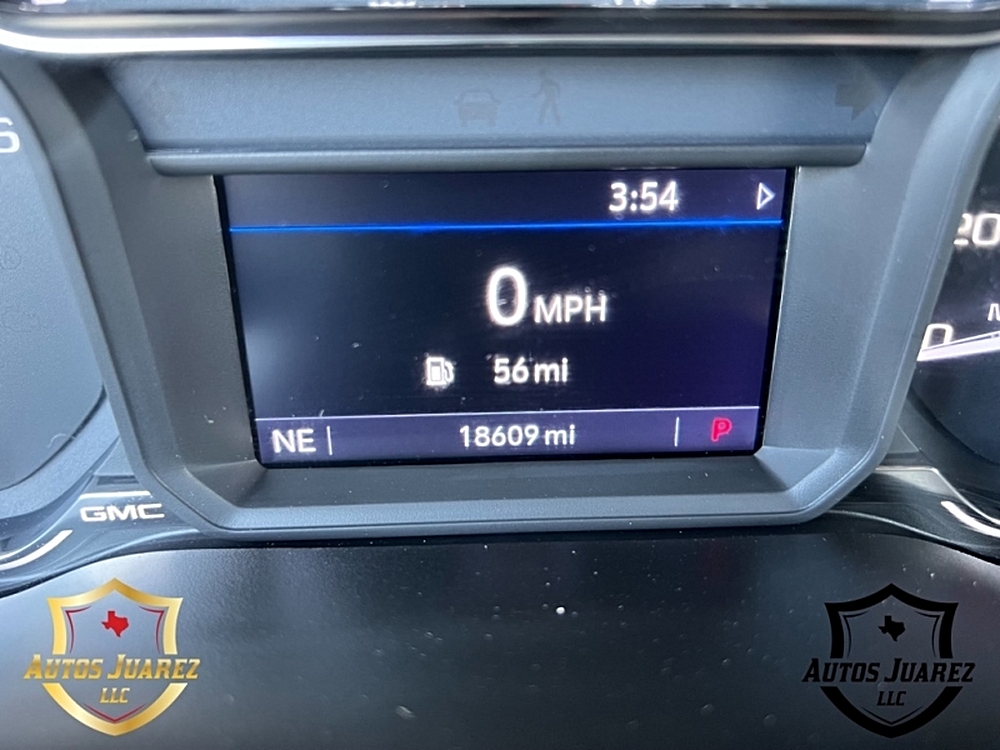 3:54
0 MPH
56 mi
NE 18609 mi P
GMC
AUTOS JUAREZ
LLC
AUTOS JUAREZ
LLC